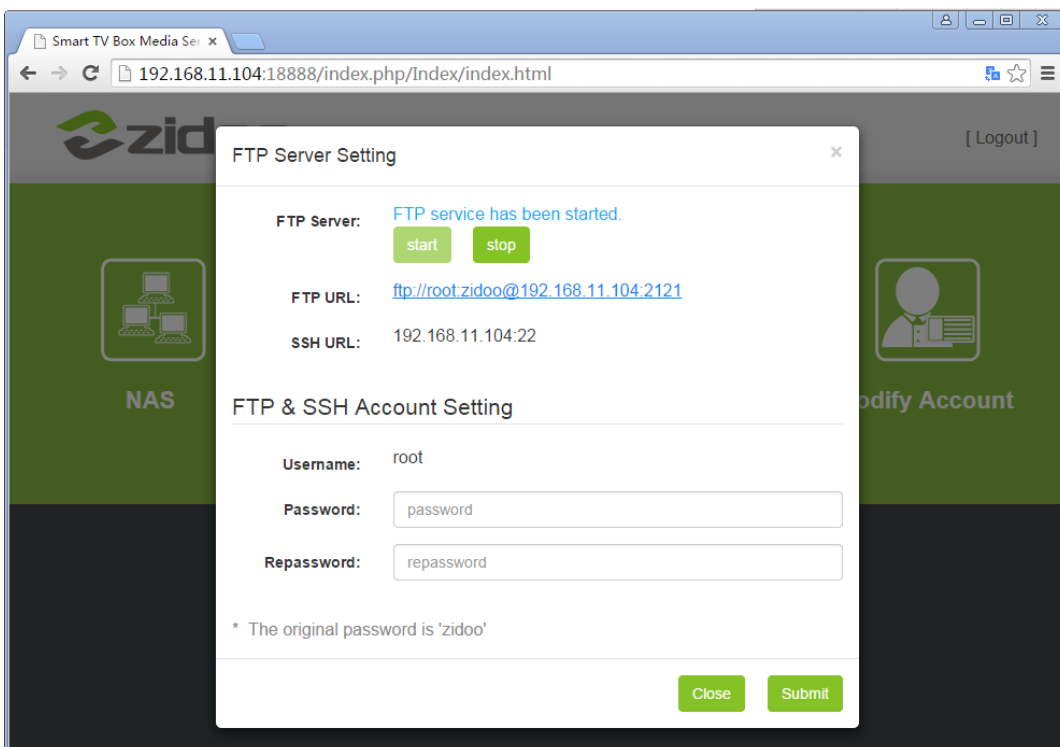 Smart TV Box Media Ser
192.168.11.104:18888/index.php/Index/index.html
zid
[ Logout ]
FTP Server Setting
FTP Server:
FTP service has been started.
start stop
FTP URL:
ftp://root:zidoo@192.168.11.104:2121
SSH URL:
192.168.11.104:22
NAS
odify Account
FTP & SSH Account Setting
Username:
root
Password:
password
Repassword:
repassword
* The original password is 'zidoo'
Close Submit